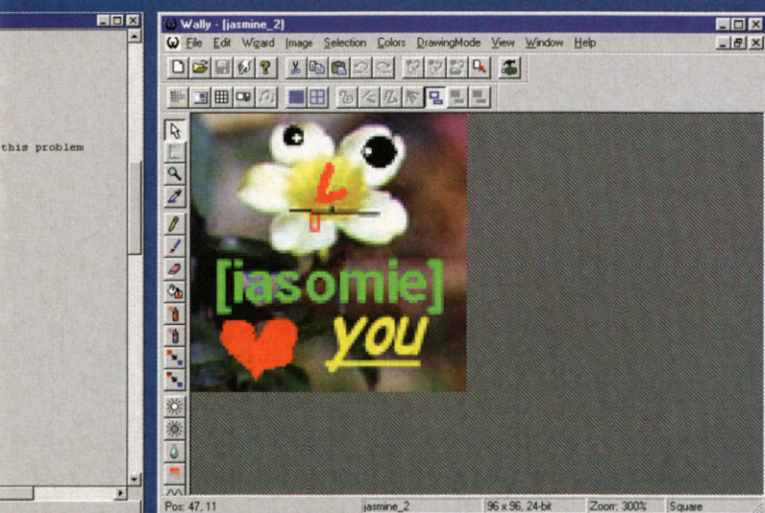 this problem
Wally - [jasmine_2]
File Edit Wizard Image Selection Colors DrawingMode View Window Help
[iasomie]
you
Pos: 47, 11 jasmine_2 96 x 96, 24-bit Zoom: 300% Square